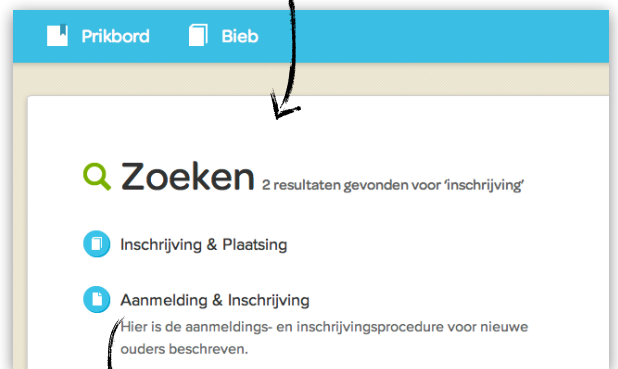 Prikbord Bieb
Zoeken 2 resultaten gevonden voor ‘inschrijving’
Inschrijving & Plaatsing
Aanmelding & Inschrijving
Hier is de aanmeldings- en inschrijvingsprocedure voor nieuwe
ouders beschreven.